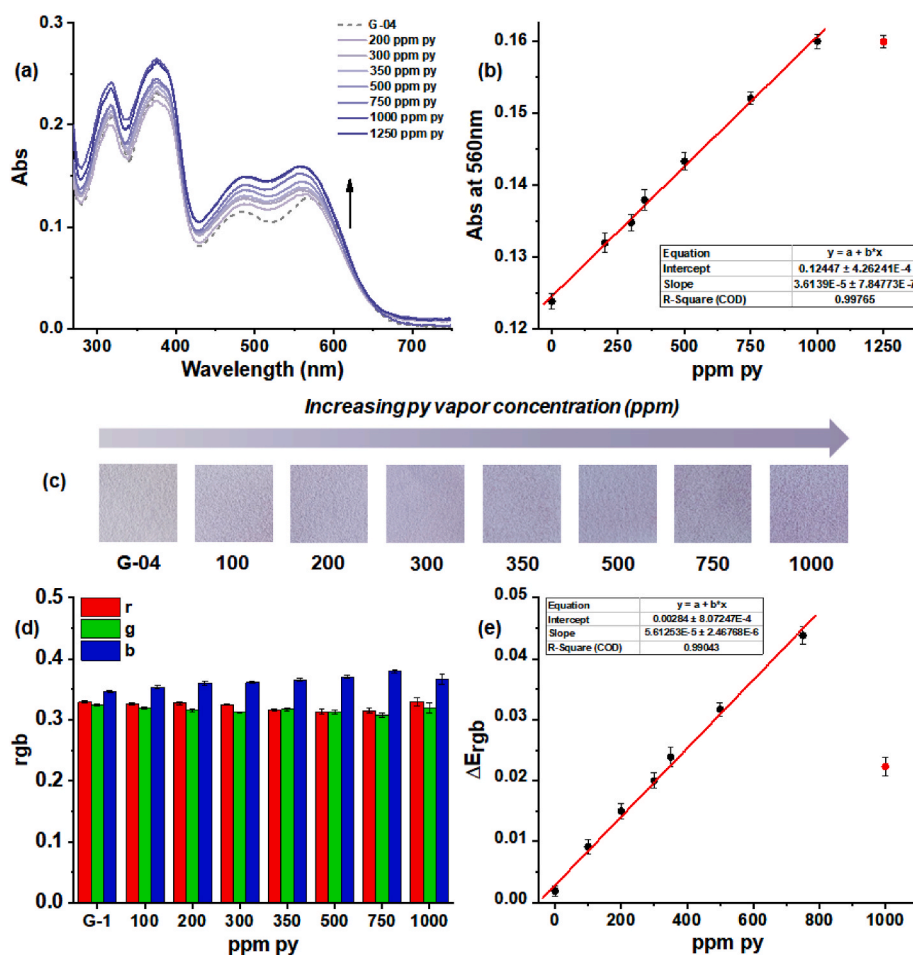 (a)
0.3
0.2
0.1
0.0
Abs
300 400 500 600 700
Wavelength (nm)
G-04
200 ppm py
300 ppm py
350 ppm py
500 ppm py
750 ppm py
1000 ppm py
1250 ppm py
(b)
0.16
0.15
0.14
0.13
0.12
Abs at 560nm
0 250 500 750 1000 1250
ppm py
Equation y = a + b*x
Intercept 0.12447 ± 4.26241E-4
Slope 3.6139E-5 ± 7.84773E-7
R-Square (COD) 0.99765
Increasing py vapor concentration (ppm)
(c)
G-04 100 200 300 350 500 750 1000
(d)
r
g
b
0.5
0.4
0.3
0.2
0.1
0.0
rgb
G-1 100 200 300 350 500 750 1000
ppm py
(e)
0.05
0.04
0.03
0.02
0.01
0.00
ΔErgb
0 200 400 600 800 1000
ppm py
Equation y = a + b*x
Intercept 0.00284 ± 8.07247E-4
Slope 5.61253E-5 ± 2.46768E-6
R-Square (COD) 0.99043